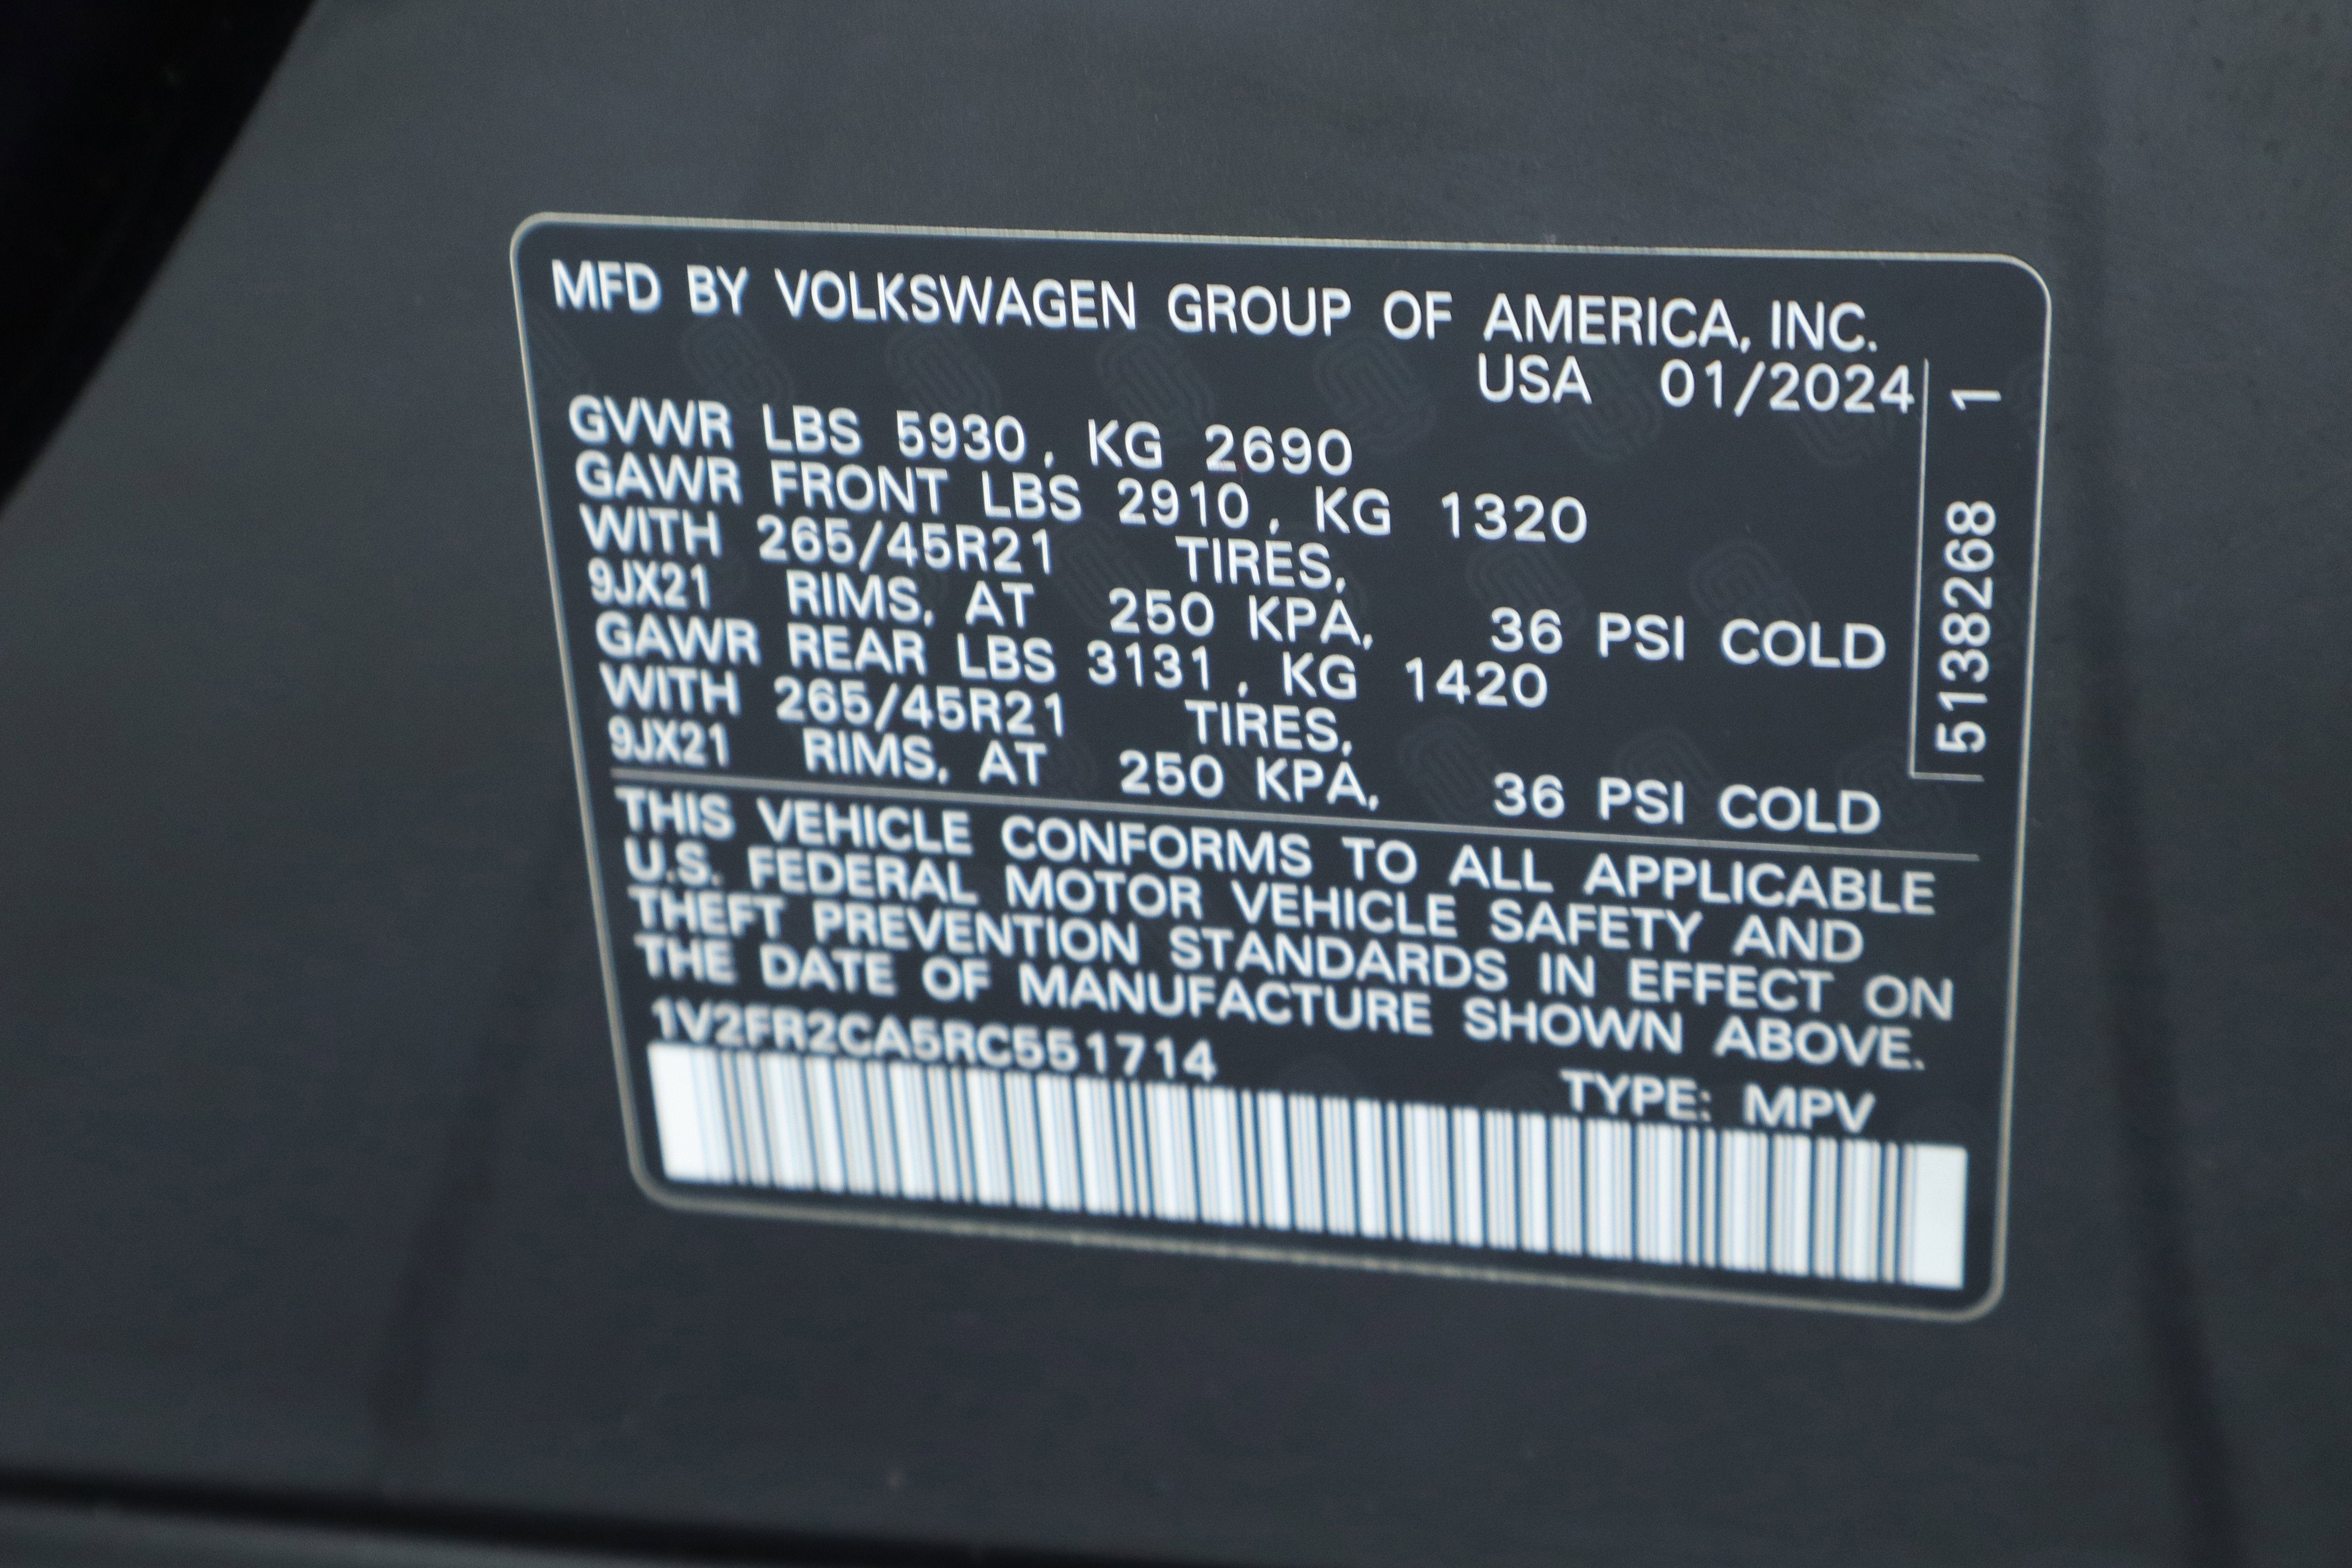 MFD BY VOLKSWAGEN GROUP OF AMERICA, INC.
USA 01/2024
GVWR LBS 5930, KG 2690
GAWR FRONT LBS 2910, KG 1320
WITH 265/45R21 TIRES,
9JX21 RIMS, AT 250 KPA, 36 PSI COLD
GAWR REAR LBS 3131, KG 1420
WITH 265/45R21 TIRES,
9JX21 RIMS, AT 250 KPA, 36 PSI COLD
5138268 1
THIS VEHICLE CONFORMS TO ALL APPLICABLE
U.S. FEDERAL MOTOR VEHICLE SAFETY AND
THEFT PREVENTION STANDARDS IN EFFECT ON
THE DATE OF MANUFACTURE SHOWN ABOVE.
1V2FR2CA5RC551714
TYPE: MPV